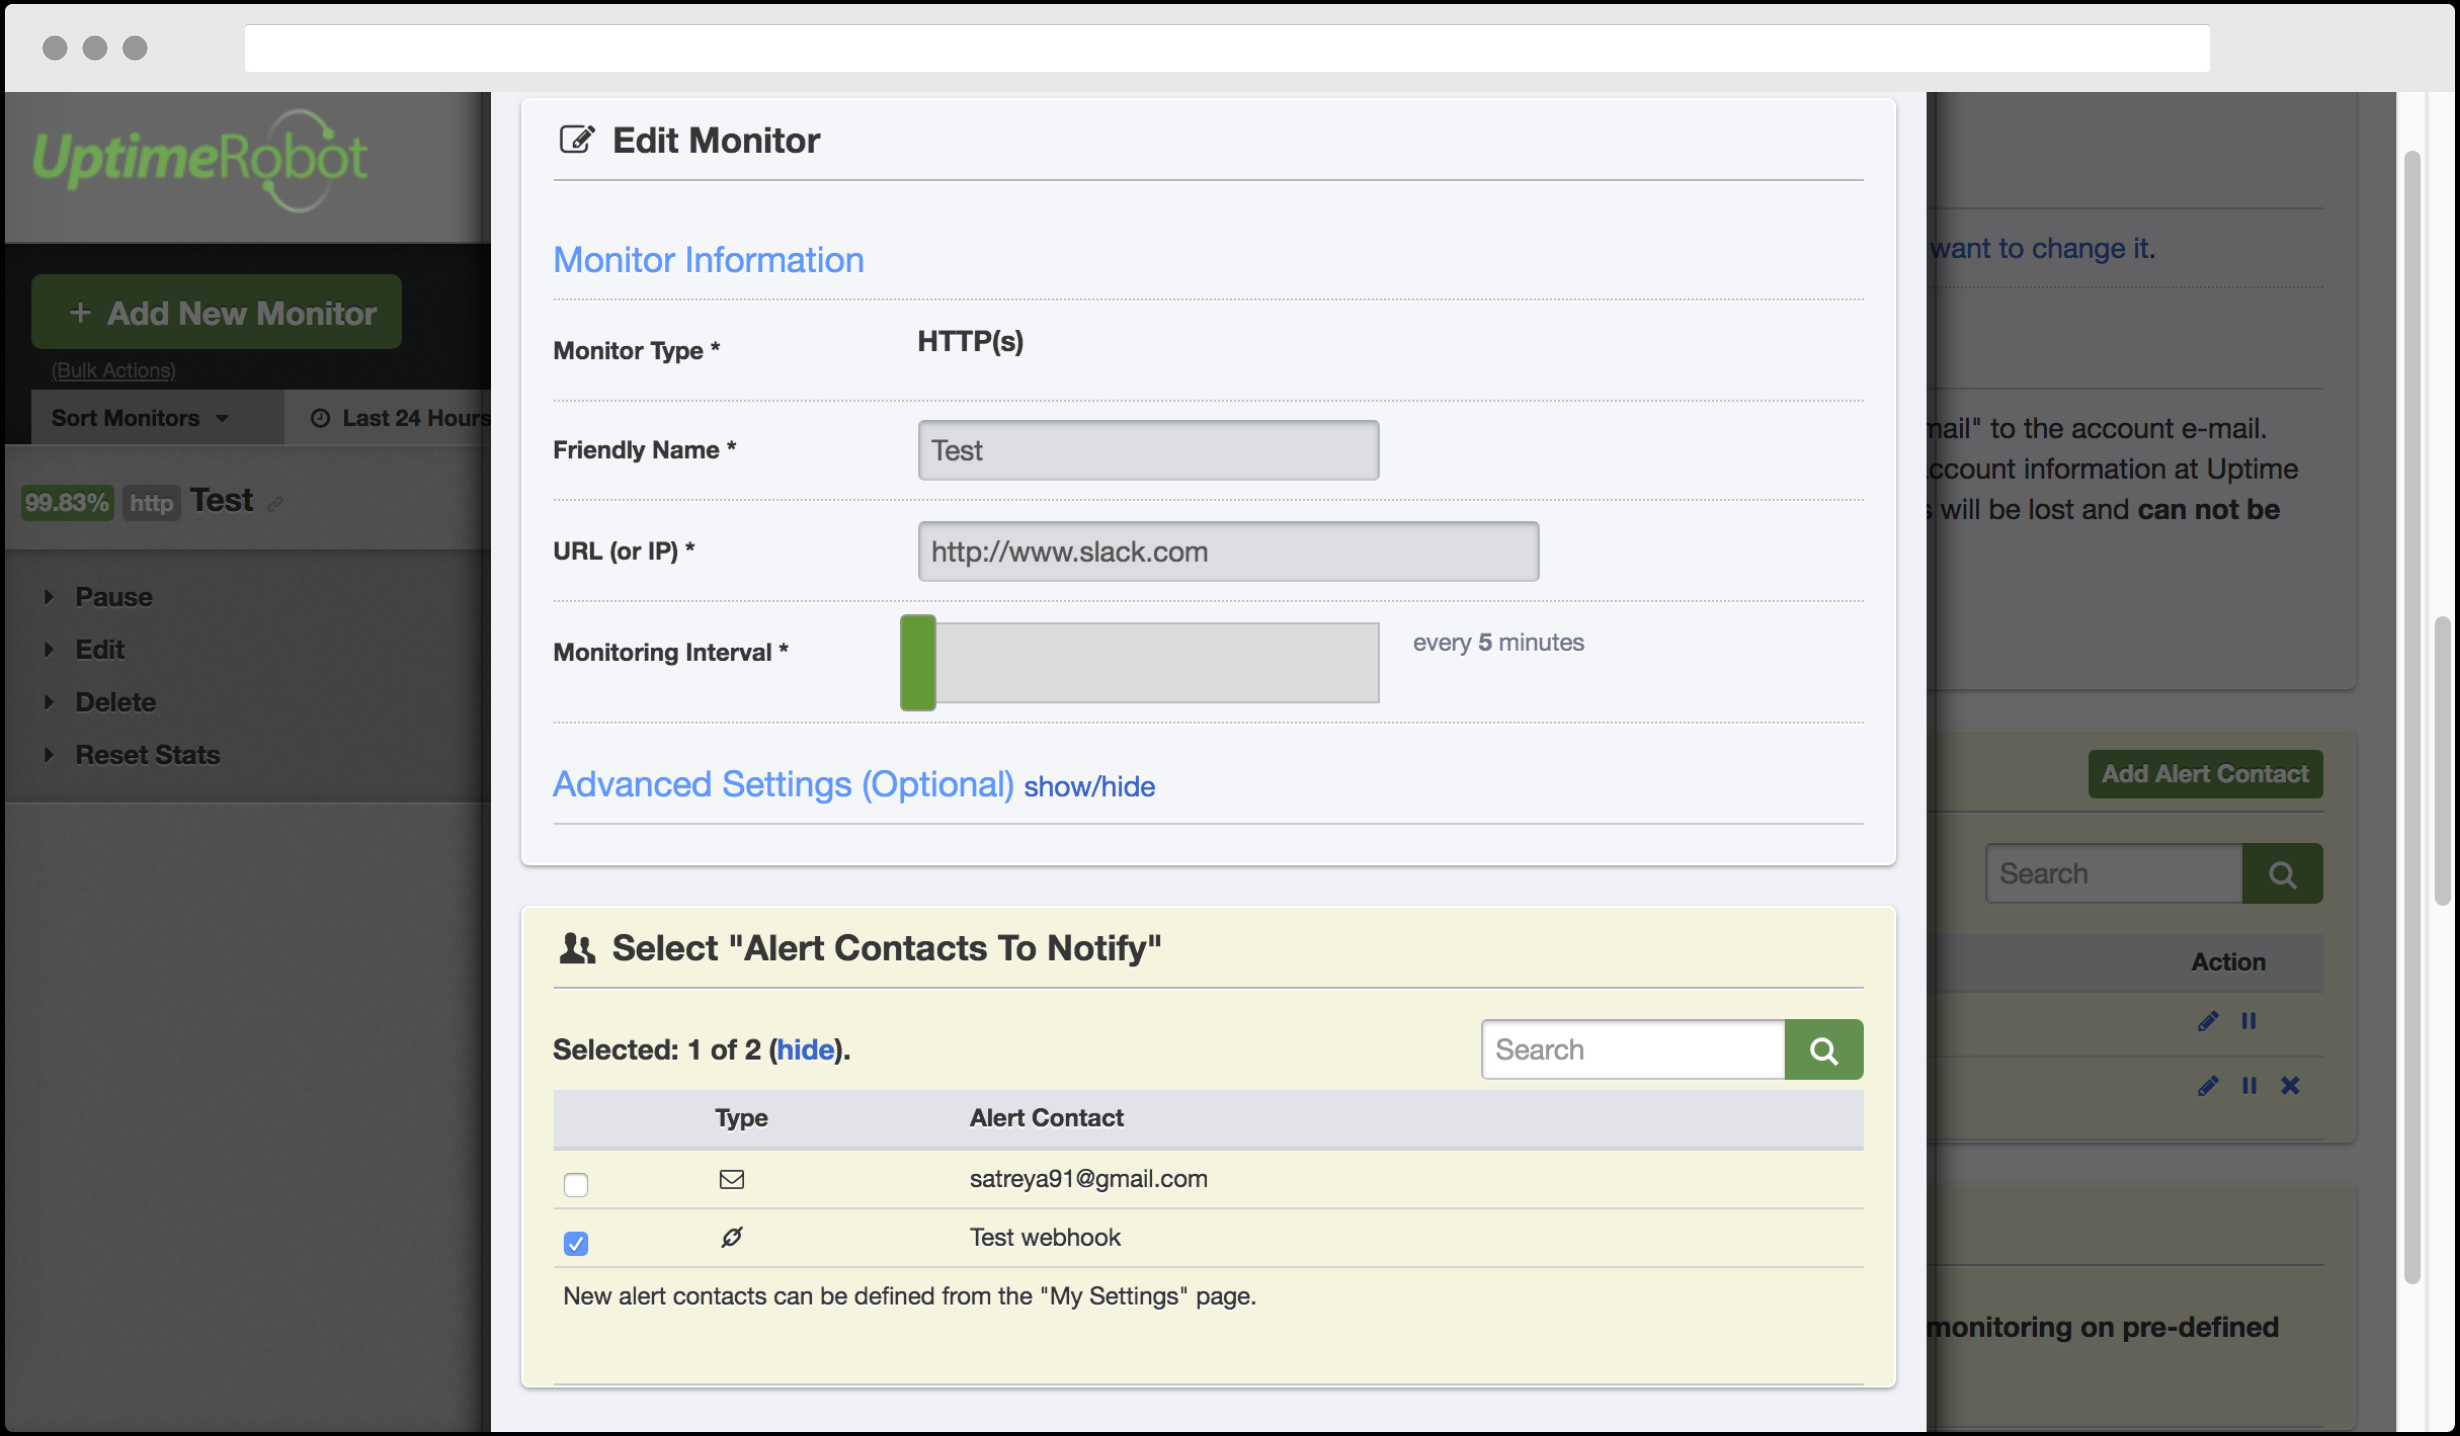 UptimeRobot
+ Add New Monitor
(Bulk Actions)
Sort Monitors
Last 24 Hours
99.83% http Test
Pause
Edit
Delete
Reset Stats
Edit Monitor
Monitor Information
Monitor Type *
HTTP(s)
Friendly Name *
Test
URL (or IP) *
http://www.slack.com
Monitoring Interval *
every 5 minutes
Advanced Settings (Optional) show/hide
Select "Alert Contacts To Notify"
Selected: 1 of 2 (hide).
Search
Type Alert Contact
satreya91@gmail.com
Test webhook
New alert contacts can be defined from the "My Settings" page.
want to change it.
" to the account e-mail.
information at Uptime
will be lost and can not be
Add Alert Contact
Search
Action
monitoring on pre-defined